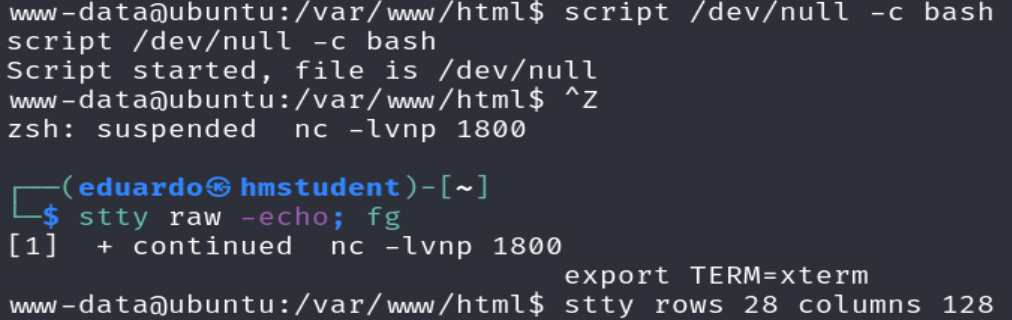 www-data@ubuntu:/var/www/html$ script /dev/null -c bash
script /dev/null -c bash
Script started, file is /dev/null
www-data@ubuntu:/var/www/html$ ^Z
zsh: suspended  nc -lvnp 1800
┌──(eduardo㉿hmstudent)-[~]
└─$ stty raw -echo; fg
[1]  + continued  nc -lvnp 1800
export TERM=xterm
www-data@ubuntu:/var/www/html$ stty rows 28 columns 128